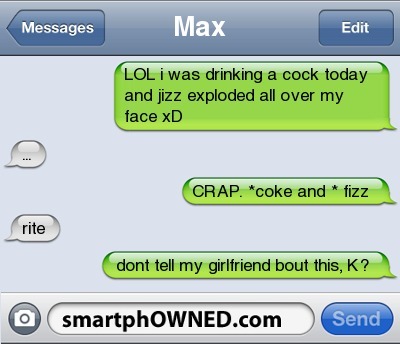 Messages
Max
Edit
LOL i was drinking a cock today
and jizz exploded all over my
face xD
...
CRAP. *coke and * fizz
rite
dont tell my girlfriend bout this, K?
smartphOWNED.com
Send